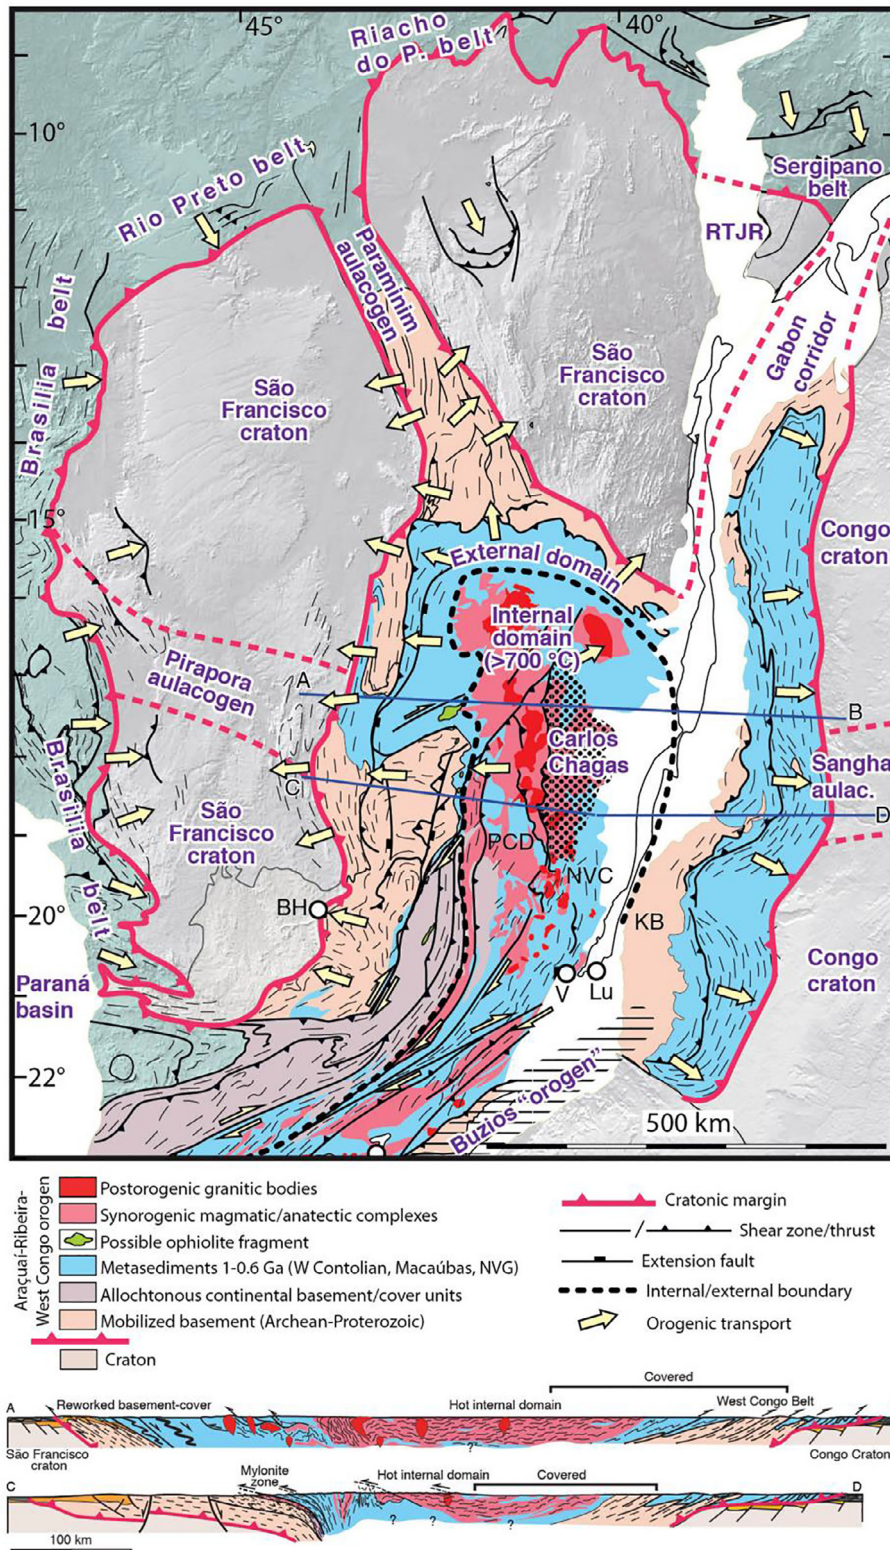 45°
40°
Riacho
do P. belt
10°
Sergipano
belt
Rio Preto belt
RTJR
Paramirim
aulacogen
Gabon
corridor
Brasilia belt
São
Francisco
craton
São
Francisco
craton
15°
External domain
Congo
craton
Internal
domain
(>700 °C)
Pirapora
aulacogen
A
B
Carlos
Chagas
Sangha
aulac.
C
D
Brasilia belt
São
Francisco
craton
PCD
NVC
20°
BH
KB
Paraná
basin
V
Lu
Congo
craton
22°
Buzios "orogen"
500 km
Araçuaí-Ribeira-
West Congo orogen
Postorogenic granitic bodies
Synorogenic magmatic/anatectic complexes
Possible ophiolite fragment
Metasediments 1-0.6 Ga (W Contolian, Macaúbas, NVG)
Allochtonous continental basement/cover units
Mobilized basement (Archean-Proterozoic)
Craton
Cratonic margin
Shear zone/thrust
Extension fault
Internal/external boundary
Orogenic transport
Covered
A
Reworked basement-cover
Hot internal domain
West Congo Belt
B
São Francisco
craton
?
Congo Craton
Mylonite
zone
Hot internal domain
Covered
C
D
? ? ?
100 km